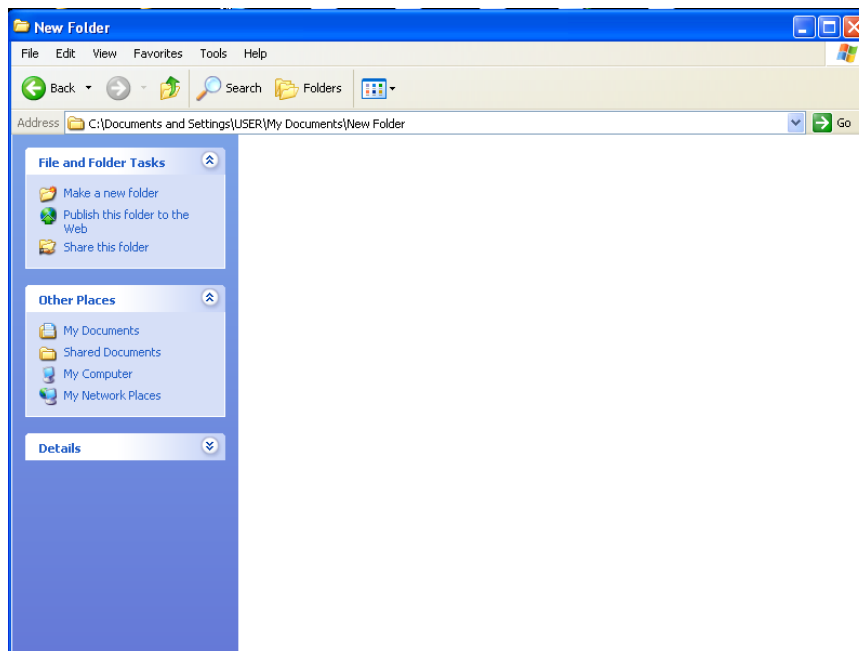 New Folder
File Edit View Favorites Tools Help
Back Search Folders
Address C:\Documents and Settings\USER\My Documents\New Folder Go
File and Folder Tasks
Make a new folder
Publish this folder to the
Web
Share this folder
Other Places
My Documents
Shared Documents
My Computer
My Network Places
Details